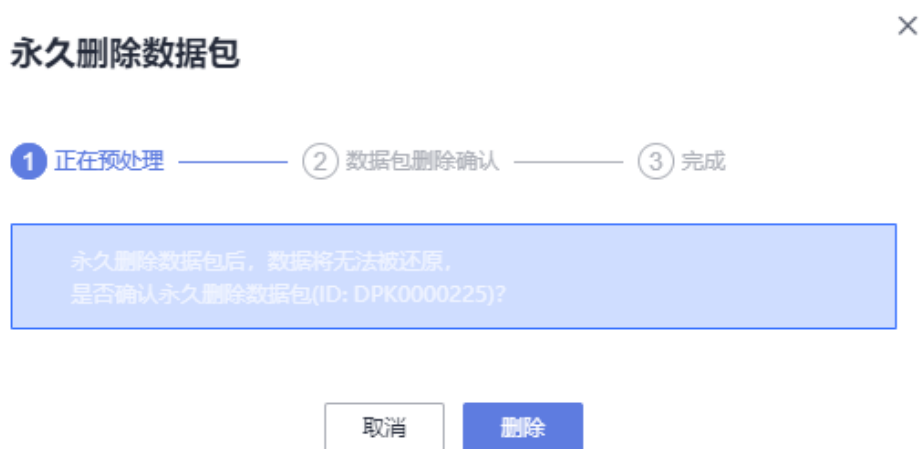 永久删除数据包
1 正在预处理 2 数据包删除确认 3 完成
永久删除数据包后，数据将无法被还原，
是否确认永久删除数据包(ID: DPK0000225)?
取消 删除